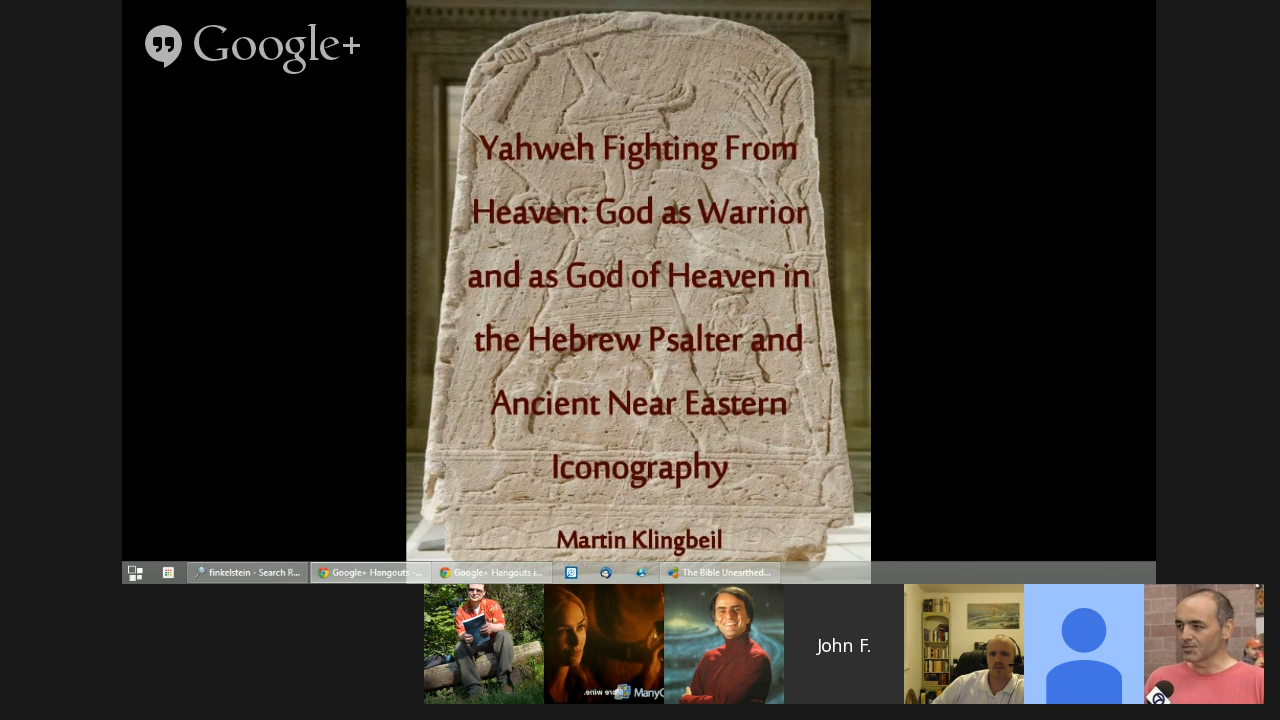 Google+
Yahweh Fighting From
Heaven: God as Warrior
and as God of Heaven in
the Hebrew Psalter and
Ancient Near Eastern
Iconography
Martin Klingbeil
finkelstein - Search R...
Google+ Hangouts -...
Google+ Hangouts i...
The Bible Unearthed...
John F.
ManyC